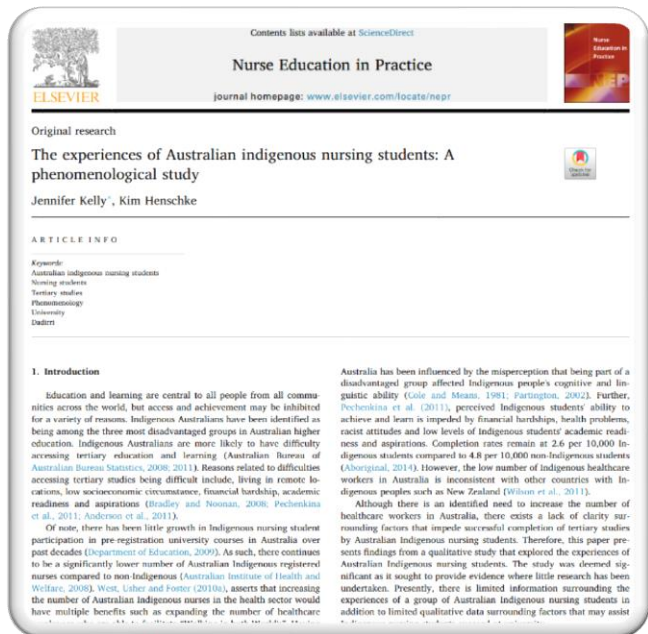 Contents lists available at ScienceDirect
Nurse Education in Practice
journal homepage: www.elsevier.com/locate/nepr
ELSEVIER
Nurse
Education in
Practice
NEP
Check for
updates
Original research
The experiences of Australian indigenous nursing students: A
phenomenological study
Jennifer Kelly*, Kim Henschke
ARTICLE INFO
Keywords:
Australian indigenous nursing students
Nursing students
Tertiary studies
Phenomenology
University
Dadirri
1. Introduction
Education and learning are central to all people from all commu-
nities across the world, but access and achievement may be inhibited
for a variety of reasons. Indigenous Australians have been identified as
being among the three most disadvantaged groups in Australian higher
education. Indigenous Australians are more likely to have difficulty
accessing tertiary education and learning (Australian Bureau of
Australian Bureau Statistics, 2008; 2011). Reasons related to difficulties
accessing tertiary studies being difficult include, living in remote lo-
cations, low socioeconomic circumstance, financial hardship, academic
readiness and aspirations (Bradley and Noonan, 2008; Pechenkina
et al., 2011; Anderson et al., 2011).
Of note, there has been little growth in Indigenous nursing student
participation in pre-registration university courses in Australia over
past decades (Department of Education, 2009). As such, there continues
to be a significantly lower number of Australian Indigenous registered
nurses compared to non-Indigenous (Australian Institute of Health and
Welfare, 2008). West, Usher and Foster (2010a), asserts that increasing
the number of Australian Indigenous nurses in the health sector would
have multiple benefits such as expanding the number of healthcare
Australia has been influenced by the misperception that being part of a
disadvantaged group affected Indigenous people's cognitive and lin-
guistic ability (Cole and Means, 1981; Partington, 2002). Further,
Pechenkina et al. (2011), perceived Indigenous students' ability to
achieve and learn is impeded by financial hardships, health problems,
racist attitudes and low levels of Indigenous students' academic readi-
ness and aspirations. Completion rates remain at 2.6 per 10,000 In-
digenous students compared to 4.8 per 10,000 non-Indigenous students
(Aboriginal, 2014). However, the low number of Indigenous healthcare
workers in Australia is inconsistent with other countries with In-
digenous peoples such as New Zealand (Wilson et al., 2011).
Although there is an identified need to increase the number of
healthcare workers in Australia, there exists a lack of clarity sur-
rounding factors that impede successful completion of tertiary studies
by Australian Indigenous nursing students. Therefore, this paper pre-
sents findings from a qualitative study that explored the experiences of
Australian Indigenous nursing students. The study was deemed sig-
nificant as it sought to provide evidence where little research has been
undertaken. Presently, there is limited information surrounding the
experiences of a group of Australian Indigenous nursing students in
addition to limited qualitative data surrounding factors that may assist